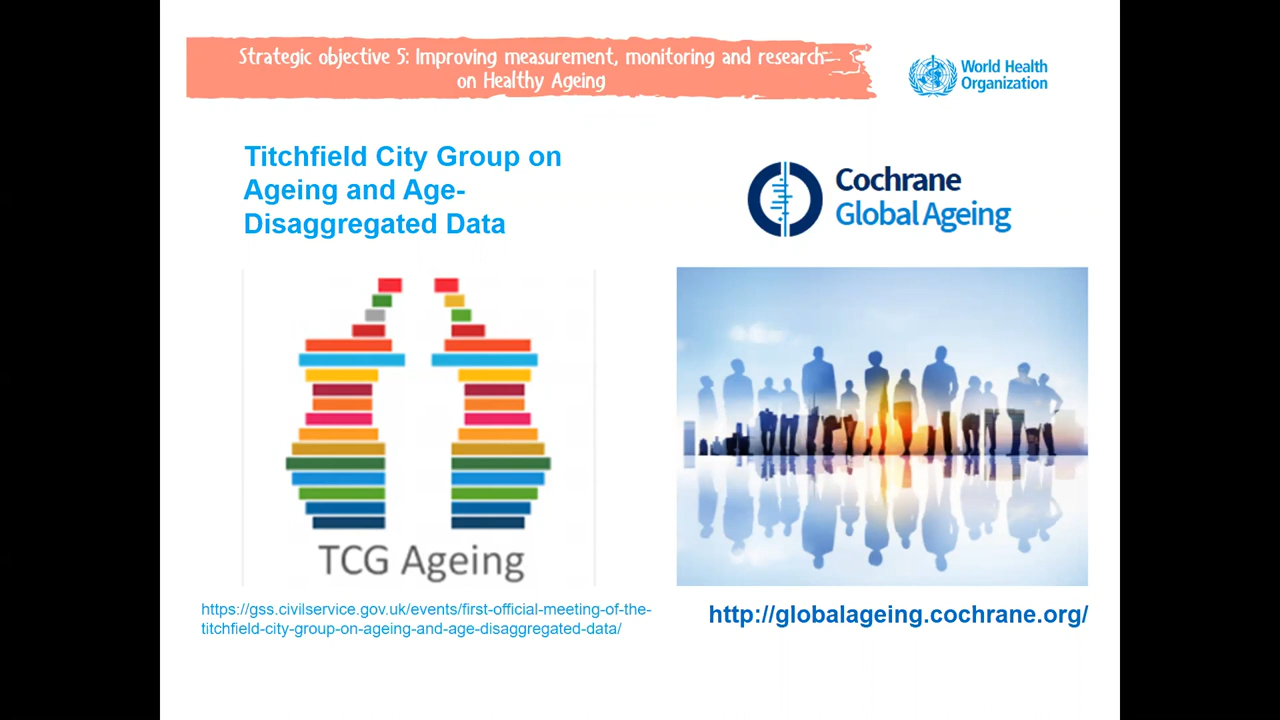 Strategic objective 5: Improving measurement, monitoring and research
on Healthy Ageing
World Health
Organization
Titchfield City Group on
Ageing and Age-
Disaggregated Data
Cochrane
Global Ageing
TCG Ageing
https://gss.civilservice.gov.uk/events/first-official-meeting-of-the-
titchfield-city-group-on-ageing-and-age-disaggregated-data/
http://globalageing.cochrane.org/